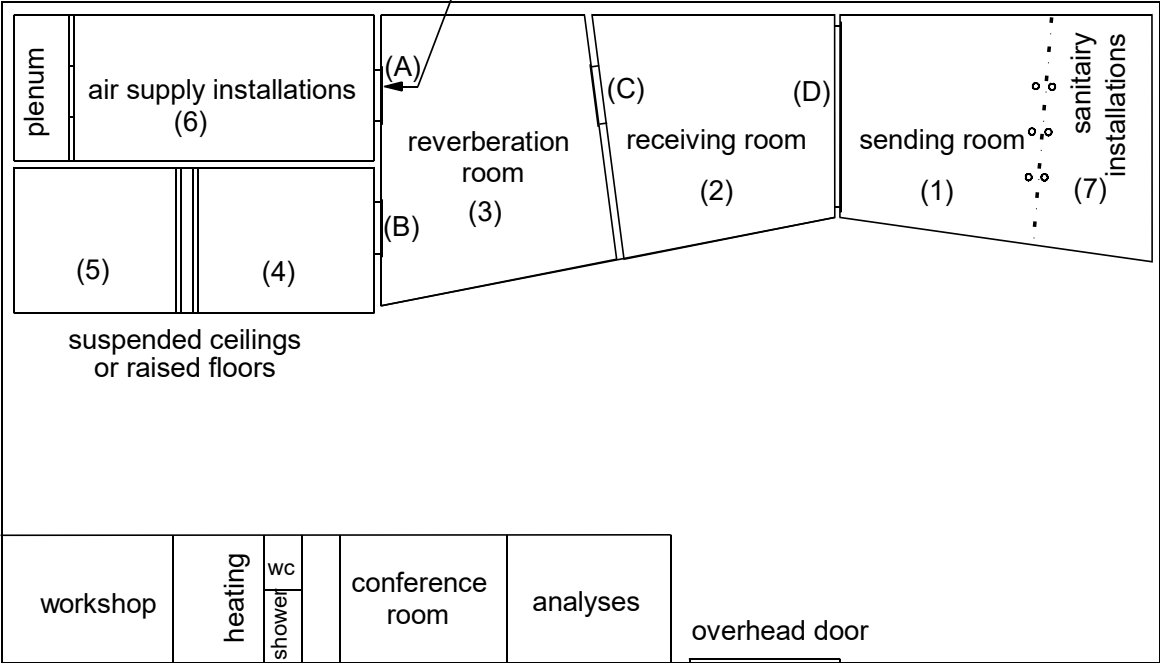 plenum
air supply installations
(6)
(A)
reverberation
room
(3)
(B)
(C)
receiving room
(2)
(D)
sending room
(1)
sanitairy
installations
(7)
(5)
(4)
suspended ceilings
or raised floors
workshop
heating
wc
shower
conference
room
analyses
overhead door